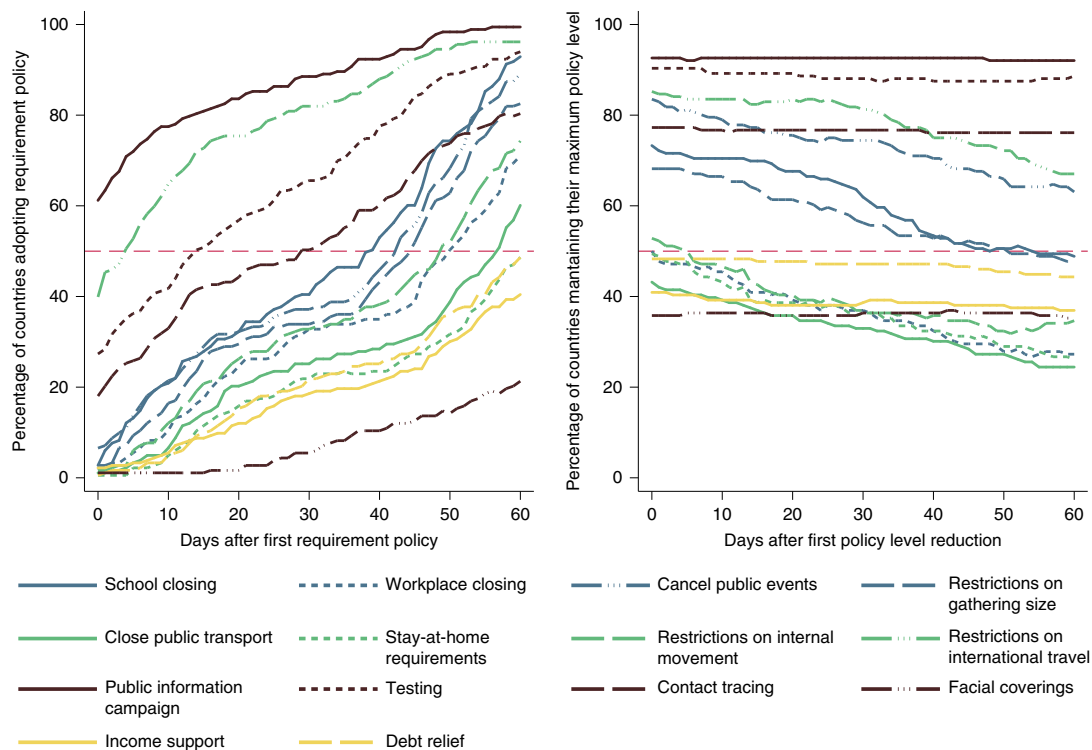 Percentage of countries adopting requirement policy
100
80
60
40
20
0
0 10 20 30 40 50 60
Days after first requirement policy
Percentage of countries mantaining their maximum policy level
100
80
60
40
20
0
0 10 20 30 40 50 60
Days after first policy level reduction
School closing
Workplace closing
Cancel public events
Restrictions on
gathering size
Close public transport
Stay-at-home
requirements
Restrictions on internal
movement
Restrictions on
international travel
Public information
campaign
Testing
Contact tracing
Facial coverings
Income support
Debt relief